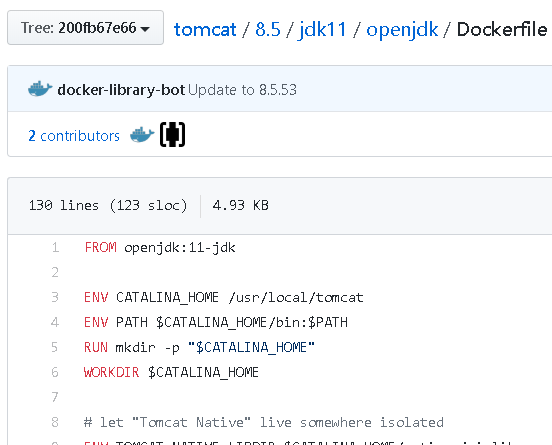 Tree: 200fb67e66 tomcat / 8.5 / jdk11 / openjdk / Dockerfile
docker-library-bot Update to 8.5.53
2 contributors
130 lines (123 sloc) 4.93 KB
1 FROM openjdk:11-jdk
2
3 ENV CATALINA_HOME /usr/local/tomcat
4 ENV PATH $CATALINA_HOME/bin:$PATH
5 RUN mkdir -p "$CATALINA_HOME"
6 WORKDIR $CATALINA_HOME
7
8 # let "Tomcat Native" live somewhere isolated